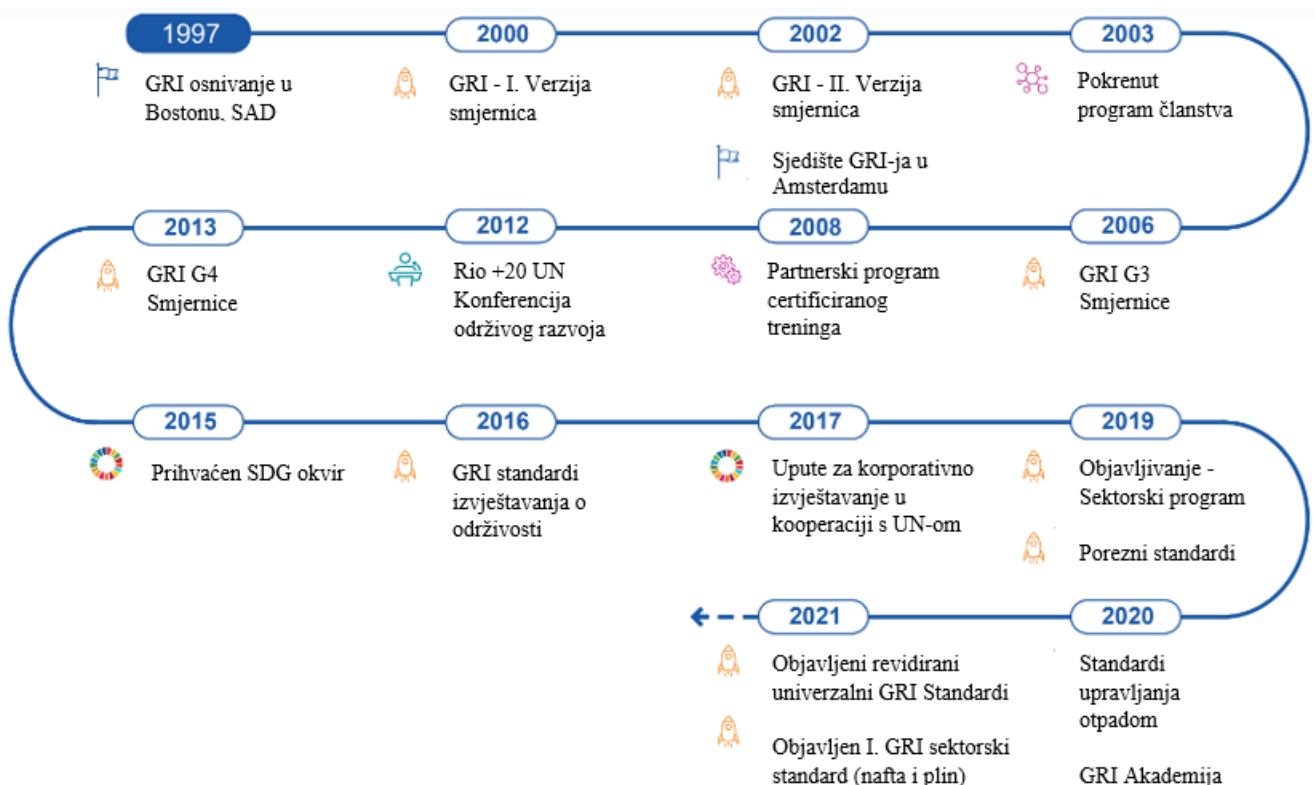 1997
GRI osnivanje u
Bostonu, SAD
2000
GRI - I. Verzija
smjernica
2002
GRI - II. Verzija
smjernica
Sjedište GRI-ja u
Amsterdamu
2003
Pokrenut
program članstva
2006
GRI G3
Smjernice
2008
Partnerski program
certificiranog
treninga
2012
Rio +20 UN
Konferencija
održivog razvoja
2013
GRI G4
Smjernice
2015
Prihvaćen SDG okvir
2016
GRI standardi
izvještavanja o
održivosti
2017
Upute za korporativno
izvještavanje u
kooperaciji s UN-om
2019
Objavljivanje -
Sektorski program
Porezni standardi
2020
Standardi
upravljanja
otpadom
GRI Akademija
2021
Objavljeni revidirani
univerzalni GRI Standardi
Objavljen I. GRI sektorski
standard (nafta i plin)